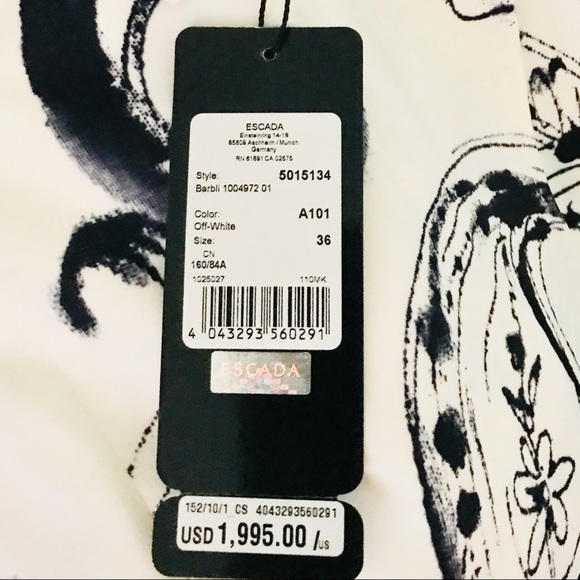 ESCADA
Einsteinring 14-18
85609 Aschheim / Munich
Germany
RN 61691 CA 02575
Style: 5015134
Barbli 1004972 01
Color: A101
Off-White
Size: 36
CN
160/84A
1025027 110MK
4 043293 560291
ESCADA
152/10/1 CS 4043293560291
USD 1,995.00 /US